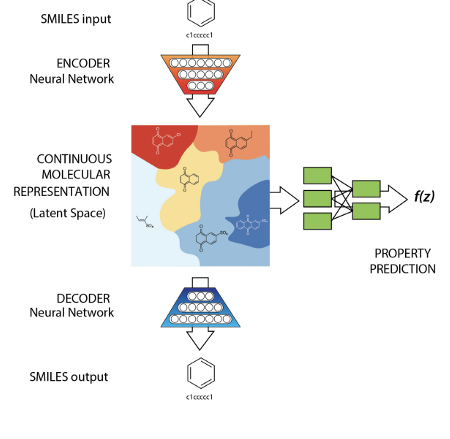 SMILES input
c1ccccc1
ENCODER
Neural Network
CONTINUOUS
MOLECULAR
REPRESENTATION
(Latent Space)
f(z)
PROPERTY
PREDICTION
DECODER
Neural Network
SMILES output
c1ccccc1